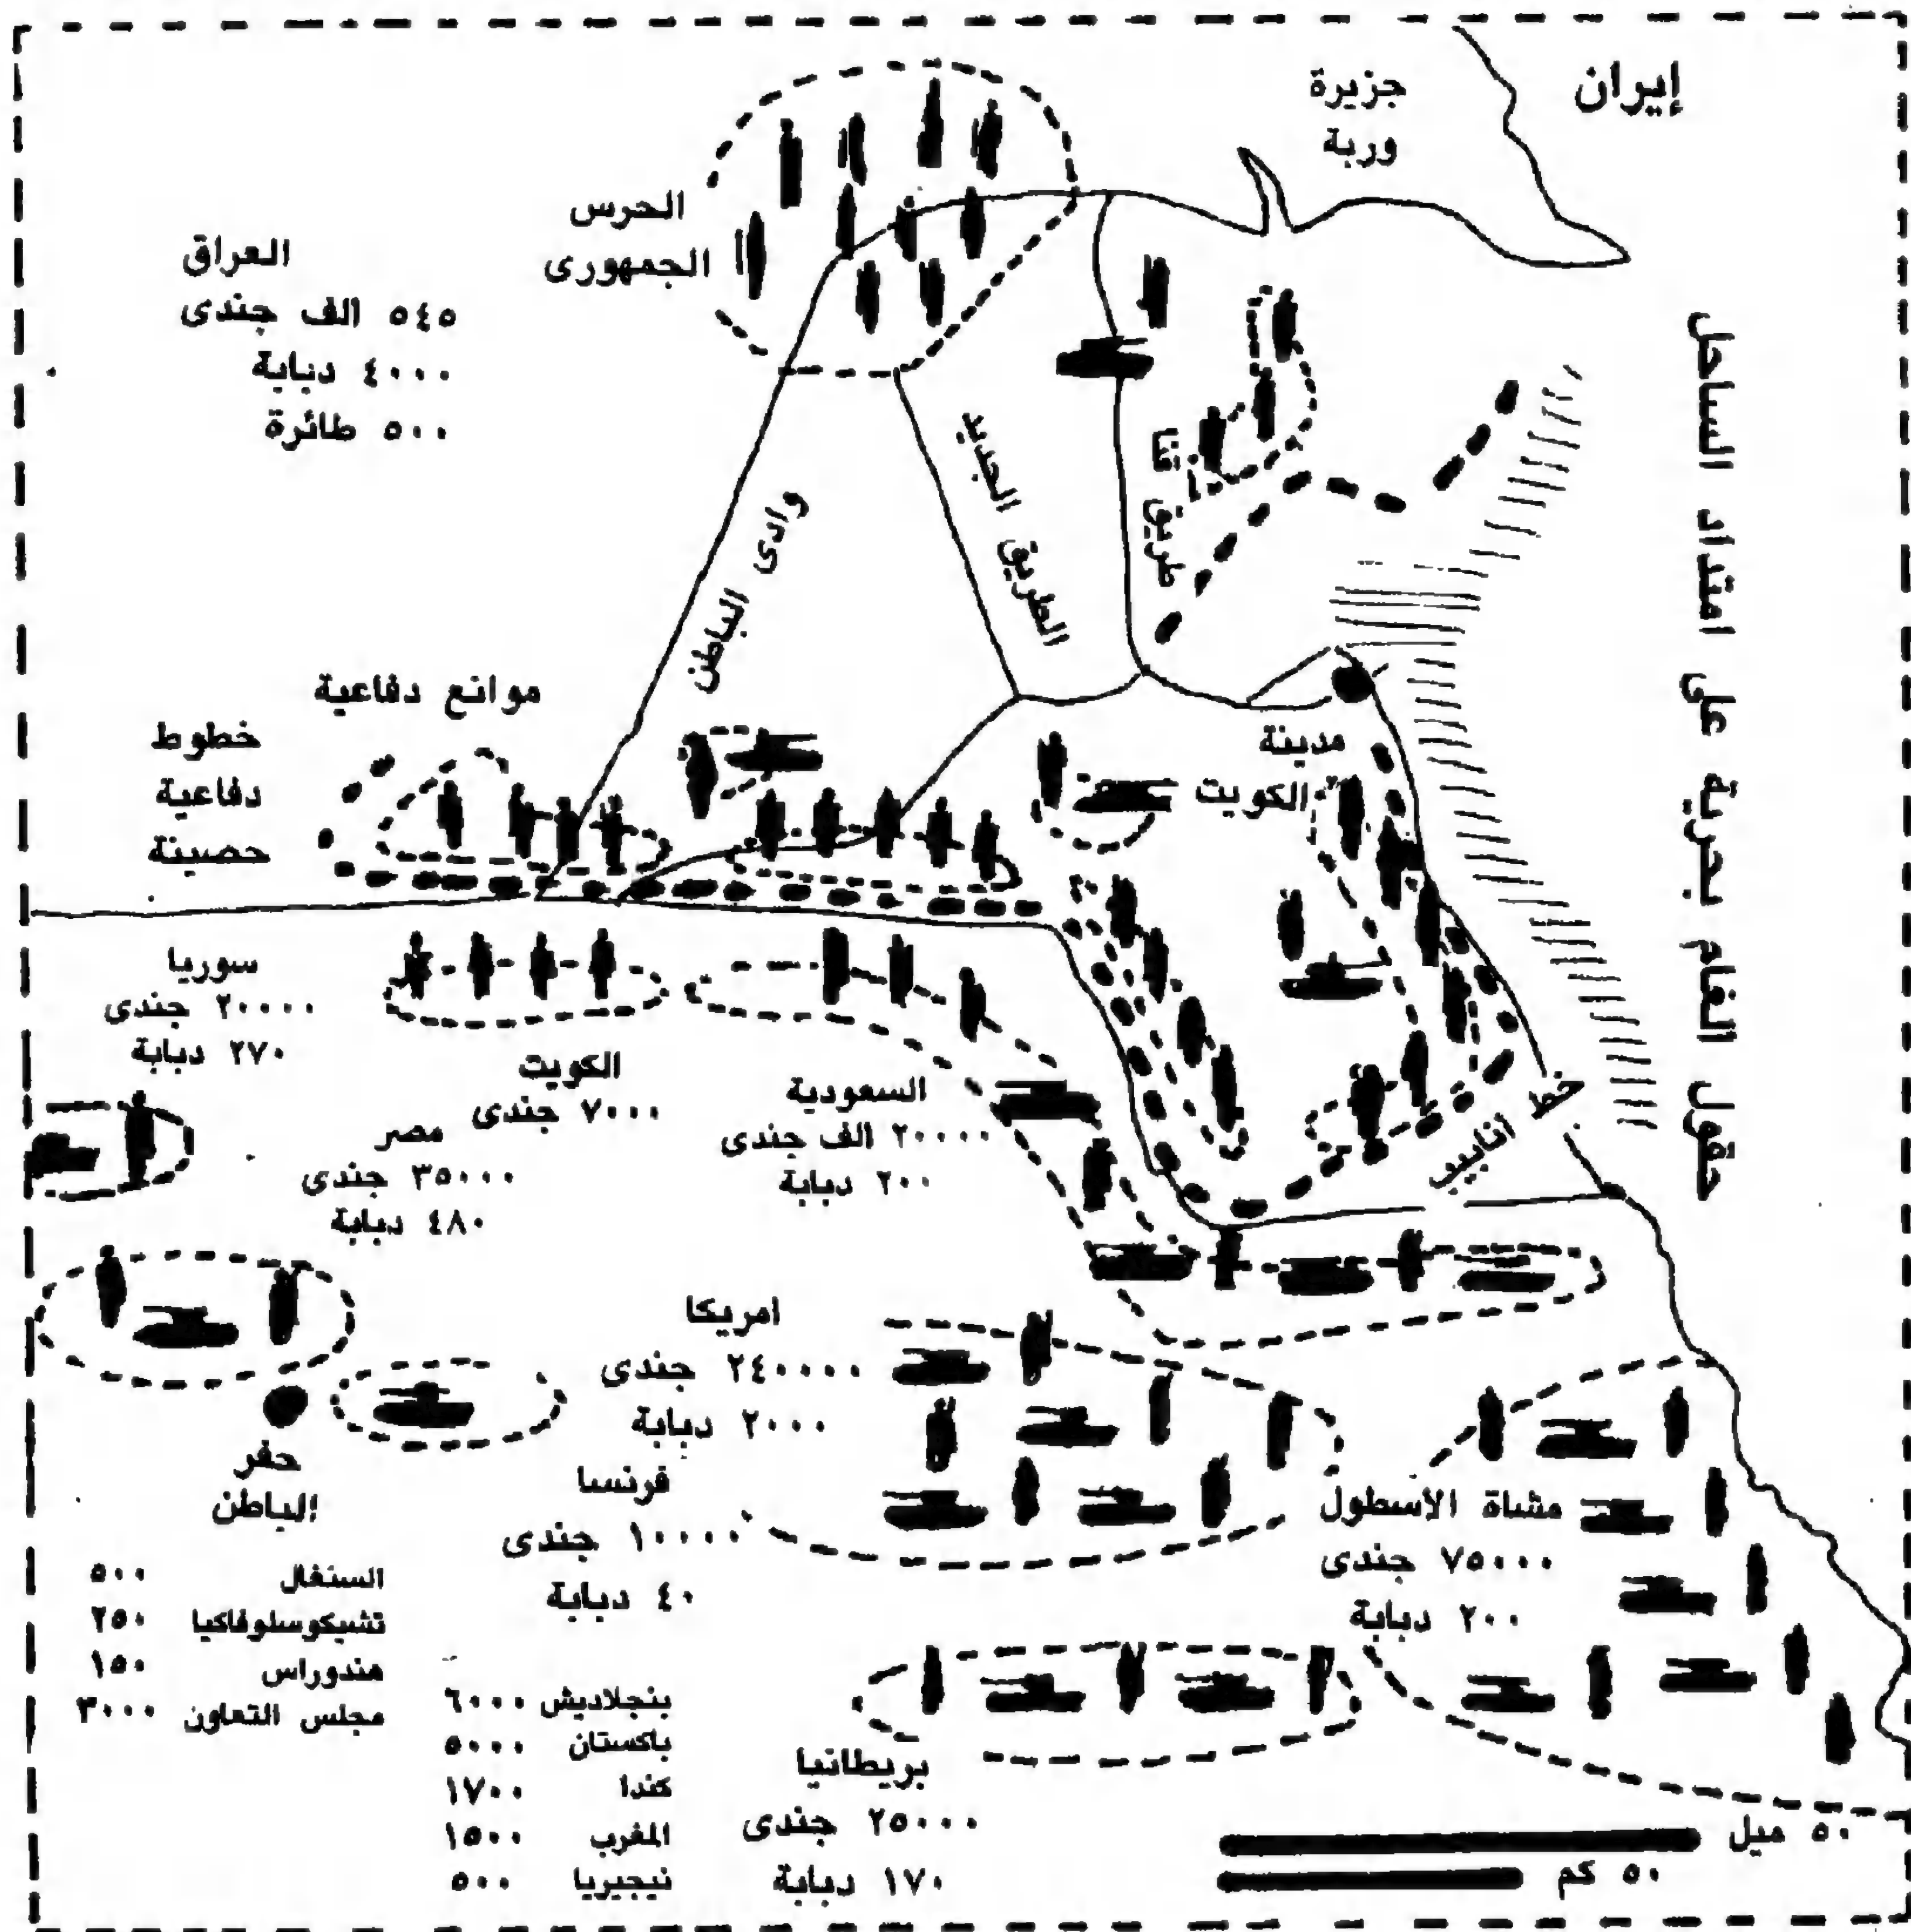 إيران
جزيرة
وربة
الحرس
الجمهورى
العراق
٥٤٥ الف جندى
٤٠٠٠ دبابة
٥٠٠ طائرة
حقول الغام بحرية على امتداد الساحل
وادى الباطن
الطريق الجديد
طريق
موانع دفاعية
خطوط
دفاعية
حصينة
مدينة
الكويت
سوريا
٢٠٠٠٠ جندى
٢٧٠ دبابة
الكويت
٧٠٠٠ جندى
السعودية
٢٠٠٠٠ الف جندى
٢٠٠ دبابة
خط انابيب
مصر
٣٥٠٠٠ جندى
٤٨٠ دبابة
امريكا
٢٤٠٠٠٠ جندى
٢٠٠٠ دبابة
حفر
الباطن
فرنسا
١٠٠٠٠ جندى
٤٠ دبابة
مشاة الأسطول
٧٥٠٠٠ جندى
٢٠٠ دبابة
السنغال ٥٠٠
تشيكوسلوفاكيا ٢٥٠
هندوراس ١٥٠
مجلس التعاون ٣٠٠٠
بنجلاديش ٦٠٠٠
باكستان ٥٠٠٠
كندا ١٧٠٠
المغرب ١٥٠٠
نيجيريا ٥٠٠
بريطانيا
٢٥٠٠٠ جندى
١٧٠ دبابة
٥٠ ميل
٥٠ كم